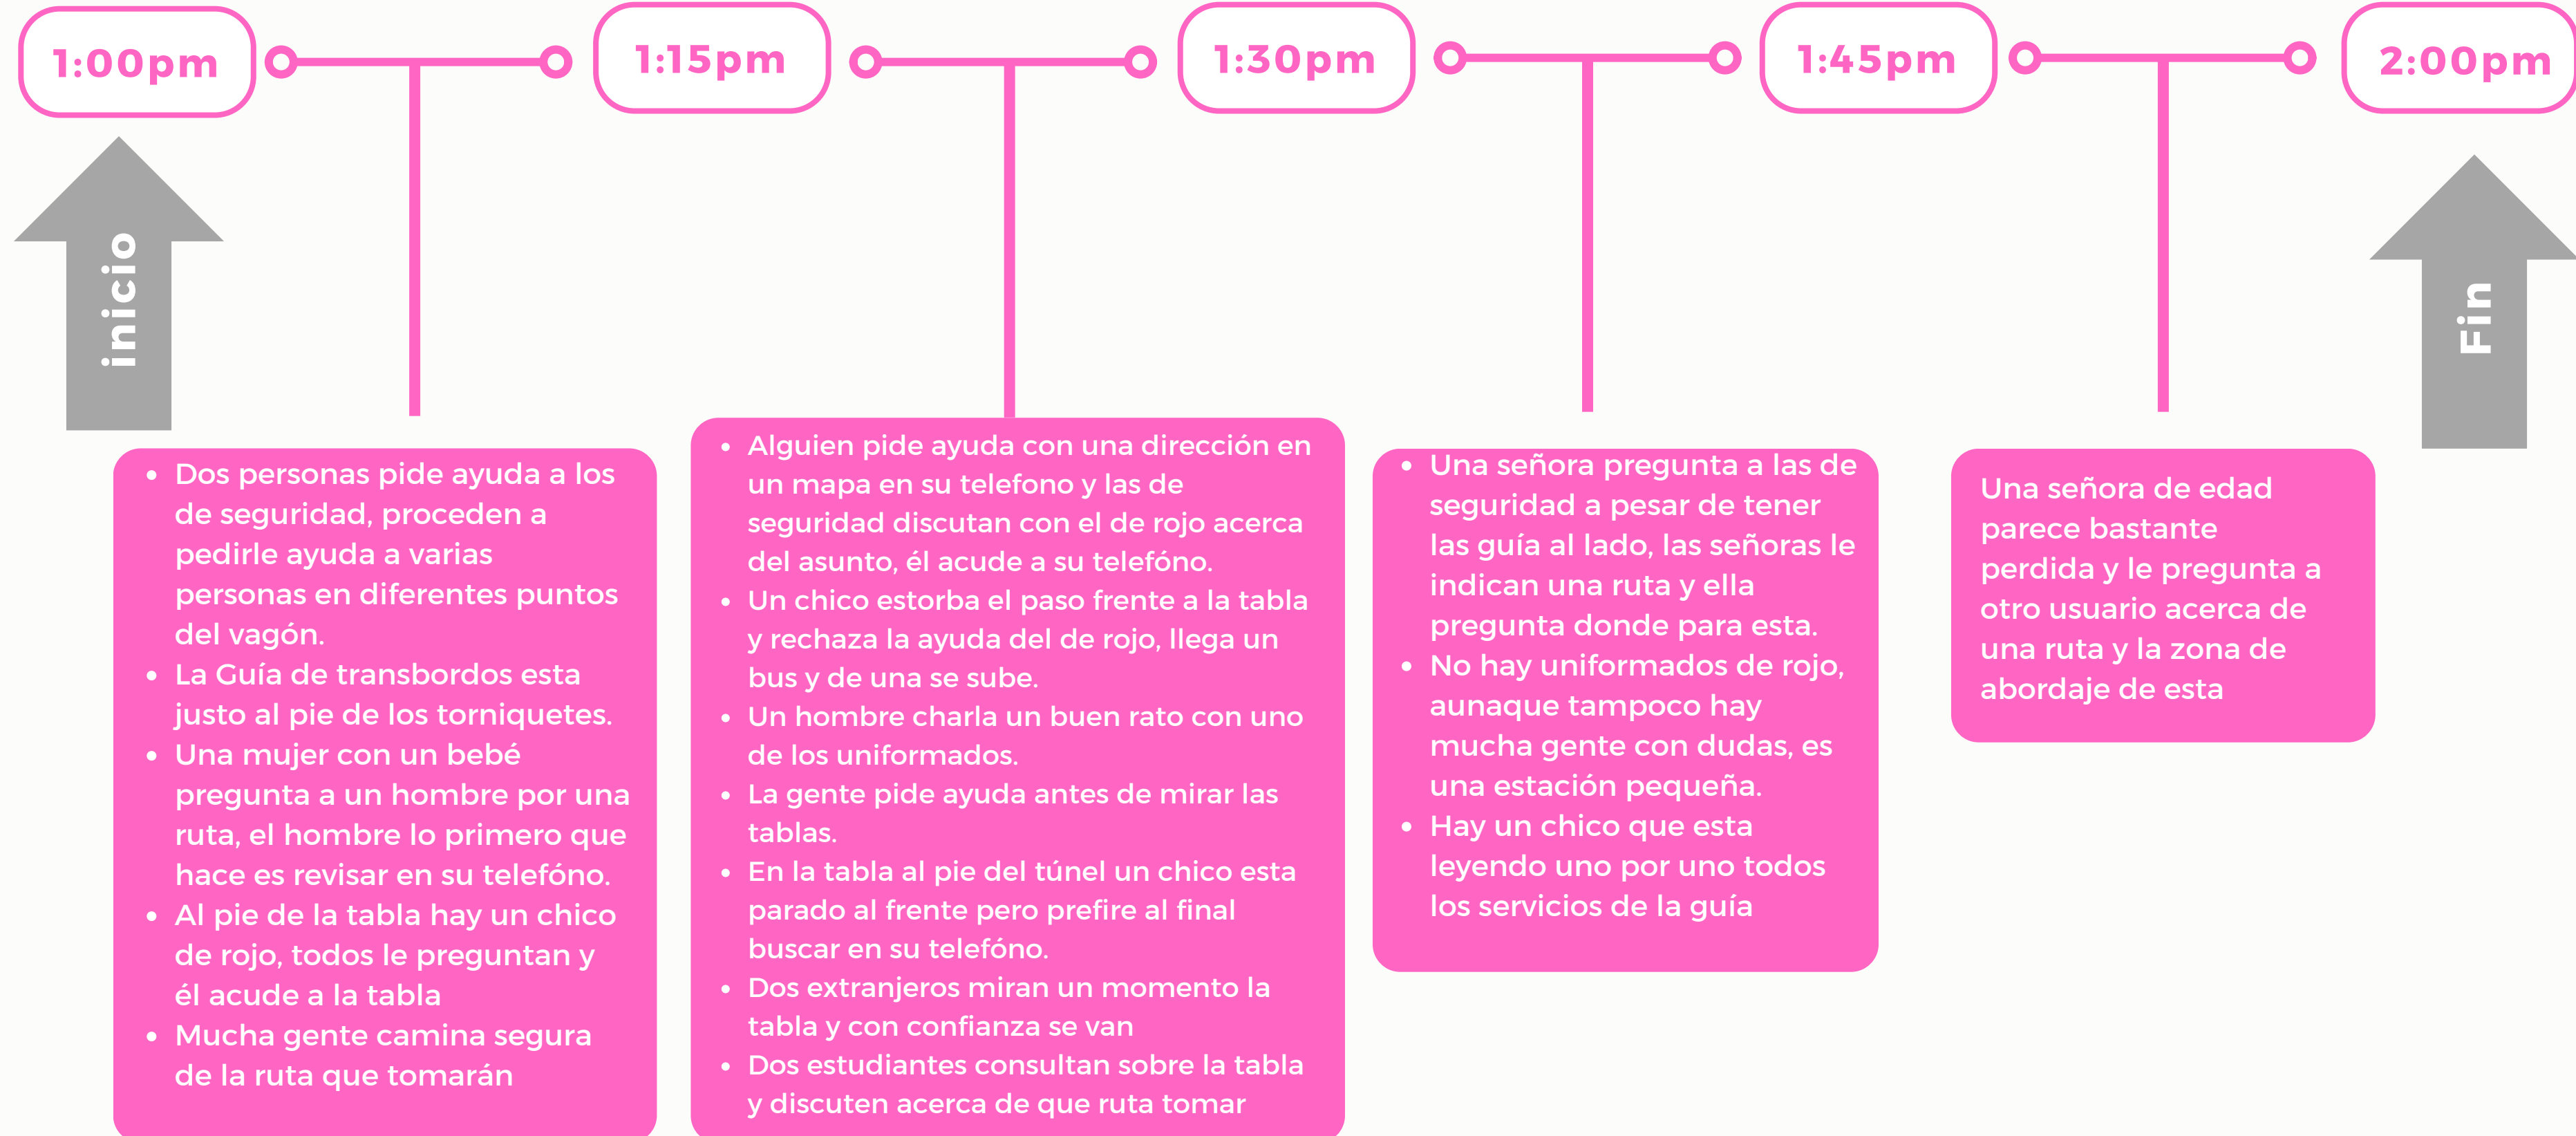 1:00pm
1:15pm
1:30pm
1:45pm
2:00pm
inicio
Fin
• Dos personas pide ayuda a los
de seguridad, proceden a
pedirle ayuda a varias
personas en diferentes puntos
del vagón.
• La Guía de transbordos esta
justo al pie de los torniquetes.
• Una mujer con un bebé
pregunta a un hombre por una
ruta, el hombre lo primero que
hace es revisar en su telefóno.
• Al pie de la tabla hay un chico
de rojo, todos le preguntan y
él acude a la tabla
• Mucha gente camina segura
de la ruta que tomarán
• Alguien pide ayuda con una dirección en
un mapa en su telefono y las de
seguridad discutan con el de rojo acerca
del asunto, él acude a su telefóno.
• Un chico estorba el paso frente a la tabla
y rechaza la ayuda del de rojo, llega un
bus y de una se sube.
• Un hombre charla un buen rato con uno
de los uniformados.
• La gente pide ayuda antes de mirar las
tablas.
• En la tabla al pie del túnel un chico esta
parado al frente pero prefire al final
buscar en su telefóno.
• Dos extranjeros miran un momento la
tabla y con confianza se van
• Dos estudiantes consultan sobre la tabla
y discuten acerca de que ruta tomar
• Una señora pregunta a las de
seguridad a pesar de tener
las guía al lado, las señoras le
indican una ruta y ella
pregunta donde para esta.
• No hay uniformados de rojo,
aunaque tampoco hay
mucha gente con dudas, es
una estación pequeña.
• Hay un chico que esta
leyendo uno por uno todos
los servicios de la guía
Una señora de edad
parece bastante
perdida y le pregunta a
otro usuario acerca de
una ruta y la zona de
abordaje de esta